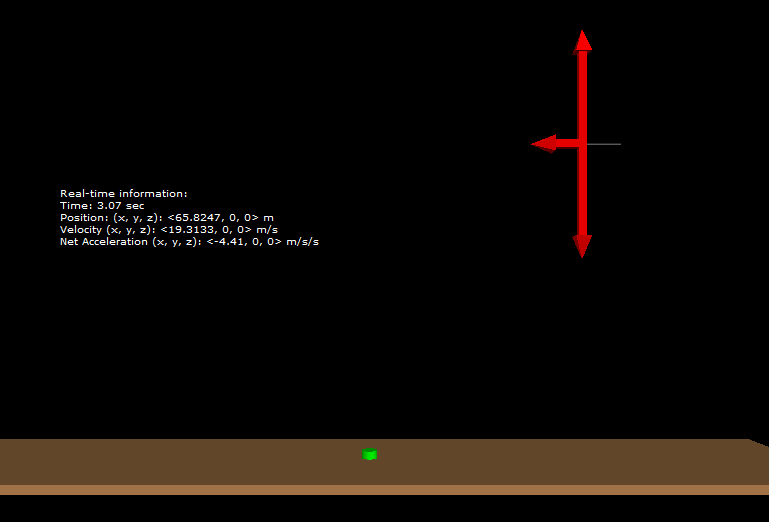 Real-time information:
Time: 3.07 sec
Position: (x, y, z): <65.8247, 0, 0> m
Velocity (x, y, z): <19.3133, 0, 0> m/s
Net Acceleration (x, y, z): <-4.41, 0, 0> m/s/s